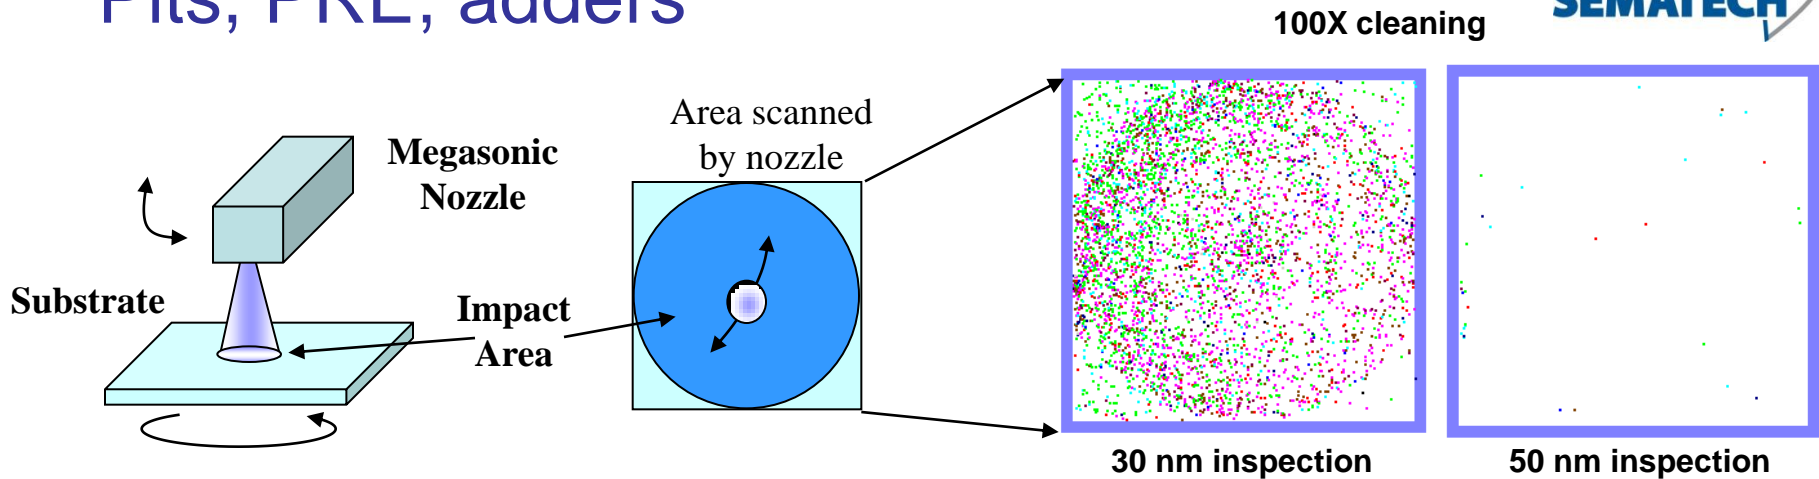 Pits, PRE, adders
SEMATECH
100X cleaning
Area scanned
by nozzle
Megasonic
Nozzle
Substrate
Impact
Area
30 nm inspection
50 nm inspection